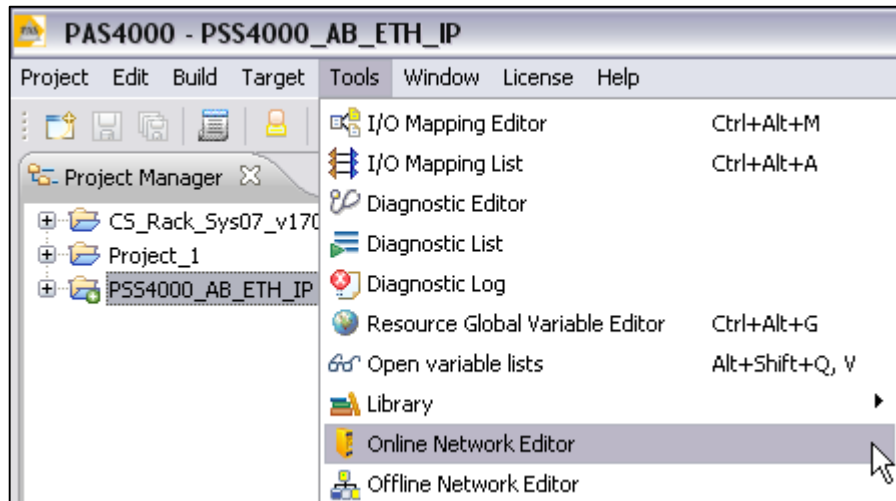 PAS4000 - PSS4000_AB_ETH_IP
Project Edit Build Target Tools Window License Help
Project Manager
CS_Rack_Sys07_v170
Project_1
PSS4000_AB_ETH_IP
I/O Mapping Editor Ctrl+Alt+M
I/O Mapping List Ctrl+Alt+A
Diagnostic Editor
Diagnostic List
Diagnostic Log
Resource Global Variable Editor Ctrl+Alt+G
Open variable lists Alt+Shift+Q, V
Library
Online Network Editor
Offline Network Editor